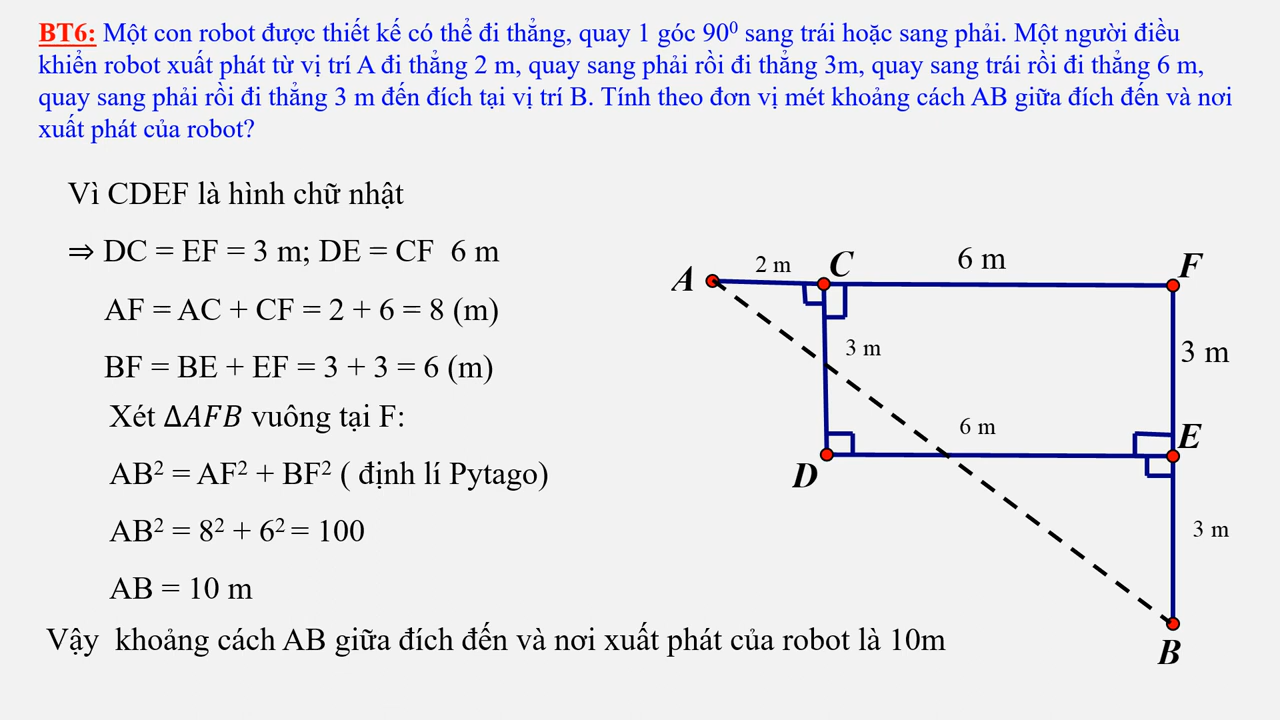 BT6: Một con robot được thiết kế có thể đi thẳng, quay 1 góc 90⁰ sang trái hoặc sang phải. Một người điều
khiển robot xuất phát từ vị trí A đi thẳng 2 m, quay sang phải rồi đi thẳng 3m, quay sang trái rồi đi thẳng 6 m,
quay sang phải rồi đi thẳng 3 m đến đích tại vị trí B. Tính theo đơn vị mét khoảng cách AB giữa đích đến và nơi
xuất phát của robot?
Vì CDEF là hình chữ nhật
⇒ DC = EF = 3 m; DE = CF 6 m
AF = AC + CF = 2 + 6 = 8 (m)
BF = BE + EF = 3 + 3 = 6 (m)
Xét ΔAFB vuông tại F:
AB² = AF² + BF² ( định lí Pytago)
AB² = 8² + 6² = 100
AB = 10 m
Vậy khoảng cách AB giữa đích đến và nơi xuất phát của robot là 10m
A
2 m
C
6 m
F
3 m
3 m
6 m
E
D
3 m
B